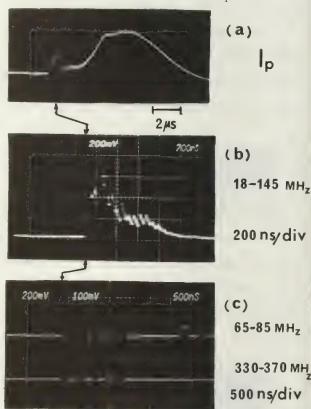 (a)
Ip
2µs
(b)
200mV 200nS
18-145 MHz
200 ns/div
(c)
200mV 100mV 500nS
65-85 MHz
330-370 MHz
500 ns/div